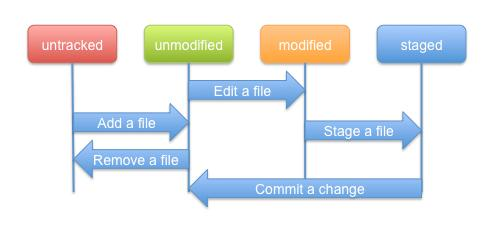 untracked
unmodified
modified
staged
Edit a file
Add a file
Stage a file
Remove a file
Commit a change